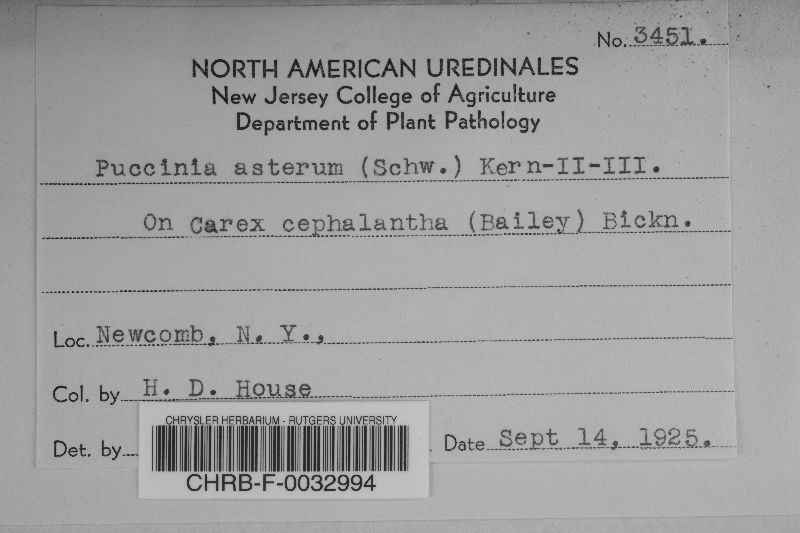 No. 3451.
NORTH AMERICAN UREDINALES
New Jersey College of Agriculture
Department of Plant Pathology
Puccinia asterum (Schw.) Kern-II-III.
On Carex cephalantha (Bailey) Bickn.
Loc. Newcomb, N. Y.,
Col. by H. D. House
Det. by
Date Sept 14, 1925.
CHRYSLER HERBARIUM - RUTGERS UNIVERSITY
CHRB-F-0032994